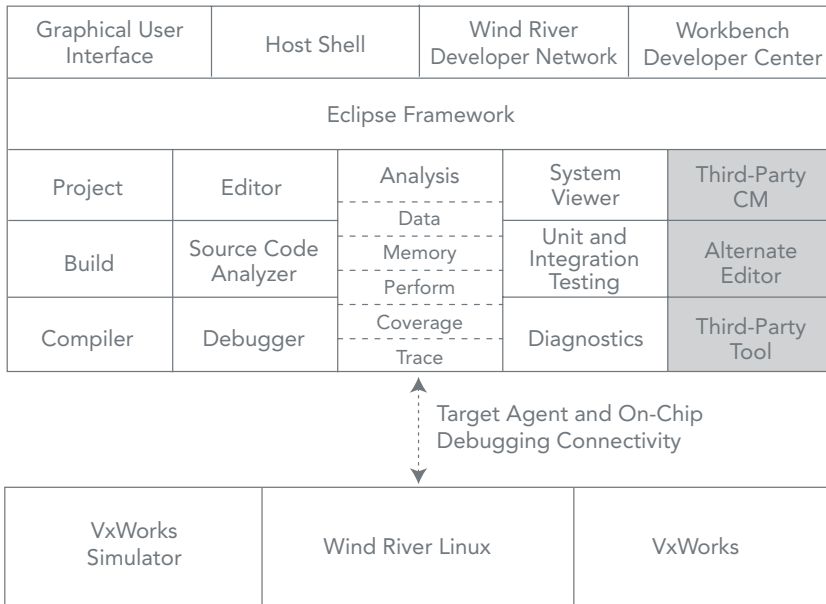 Graphical User
Interface
Host Shell
Wind River
Developer Network
Workbench
Developer Center
Eclipse Framework
Project
Editor
Analysis
System
Viewer
Third-Party
CM
Data
Build
Source Code
Analyzer
Memory
Perform
Unit and
Integration
Testing
Alternate
Editor
Compiler
Debugger
Coverage
Trace
Diagnostics
Third-Party
Tool
Target Agent and On-Chip
Debugging Connectivity
VxWorks
Simulator
Wind River Linux
VxWorks